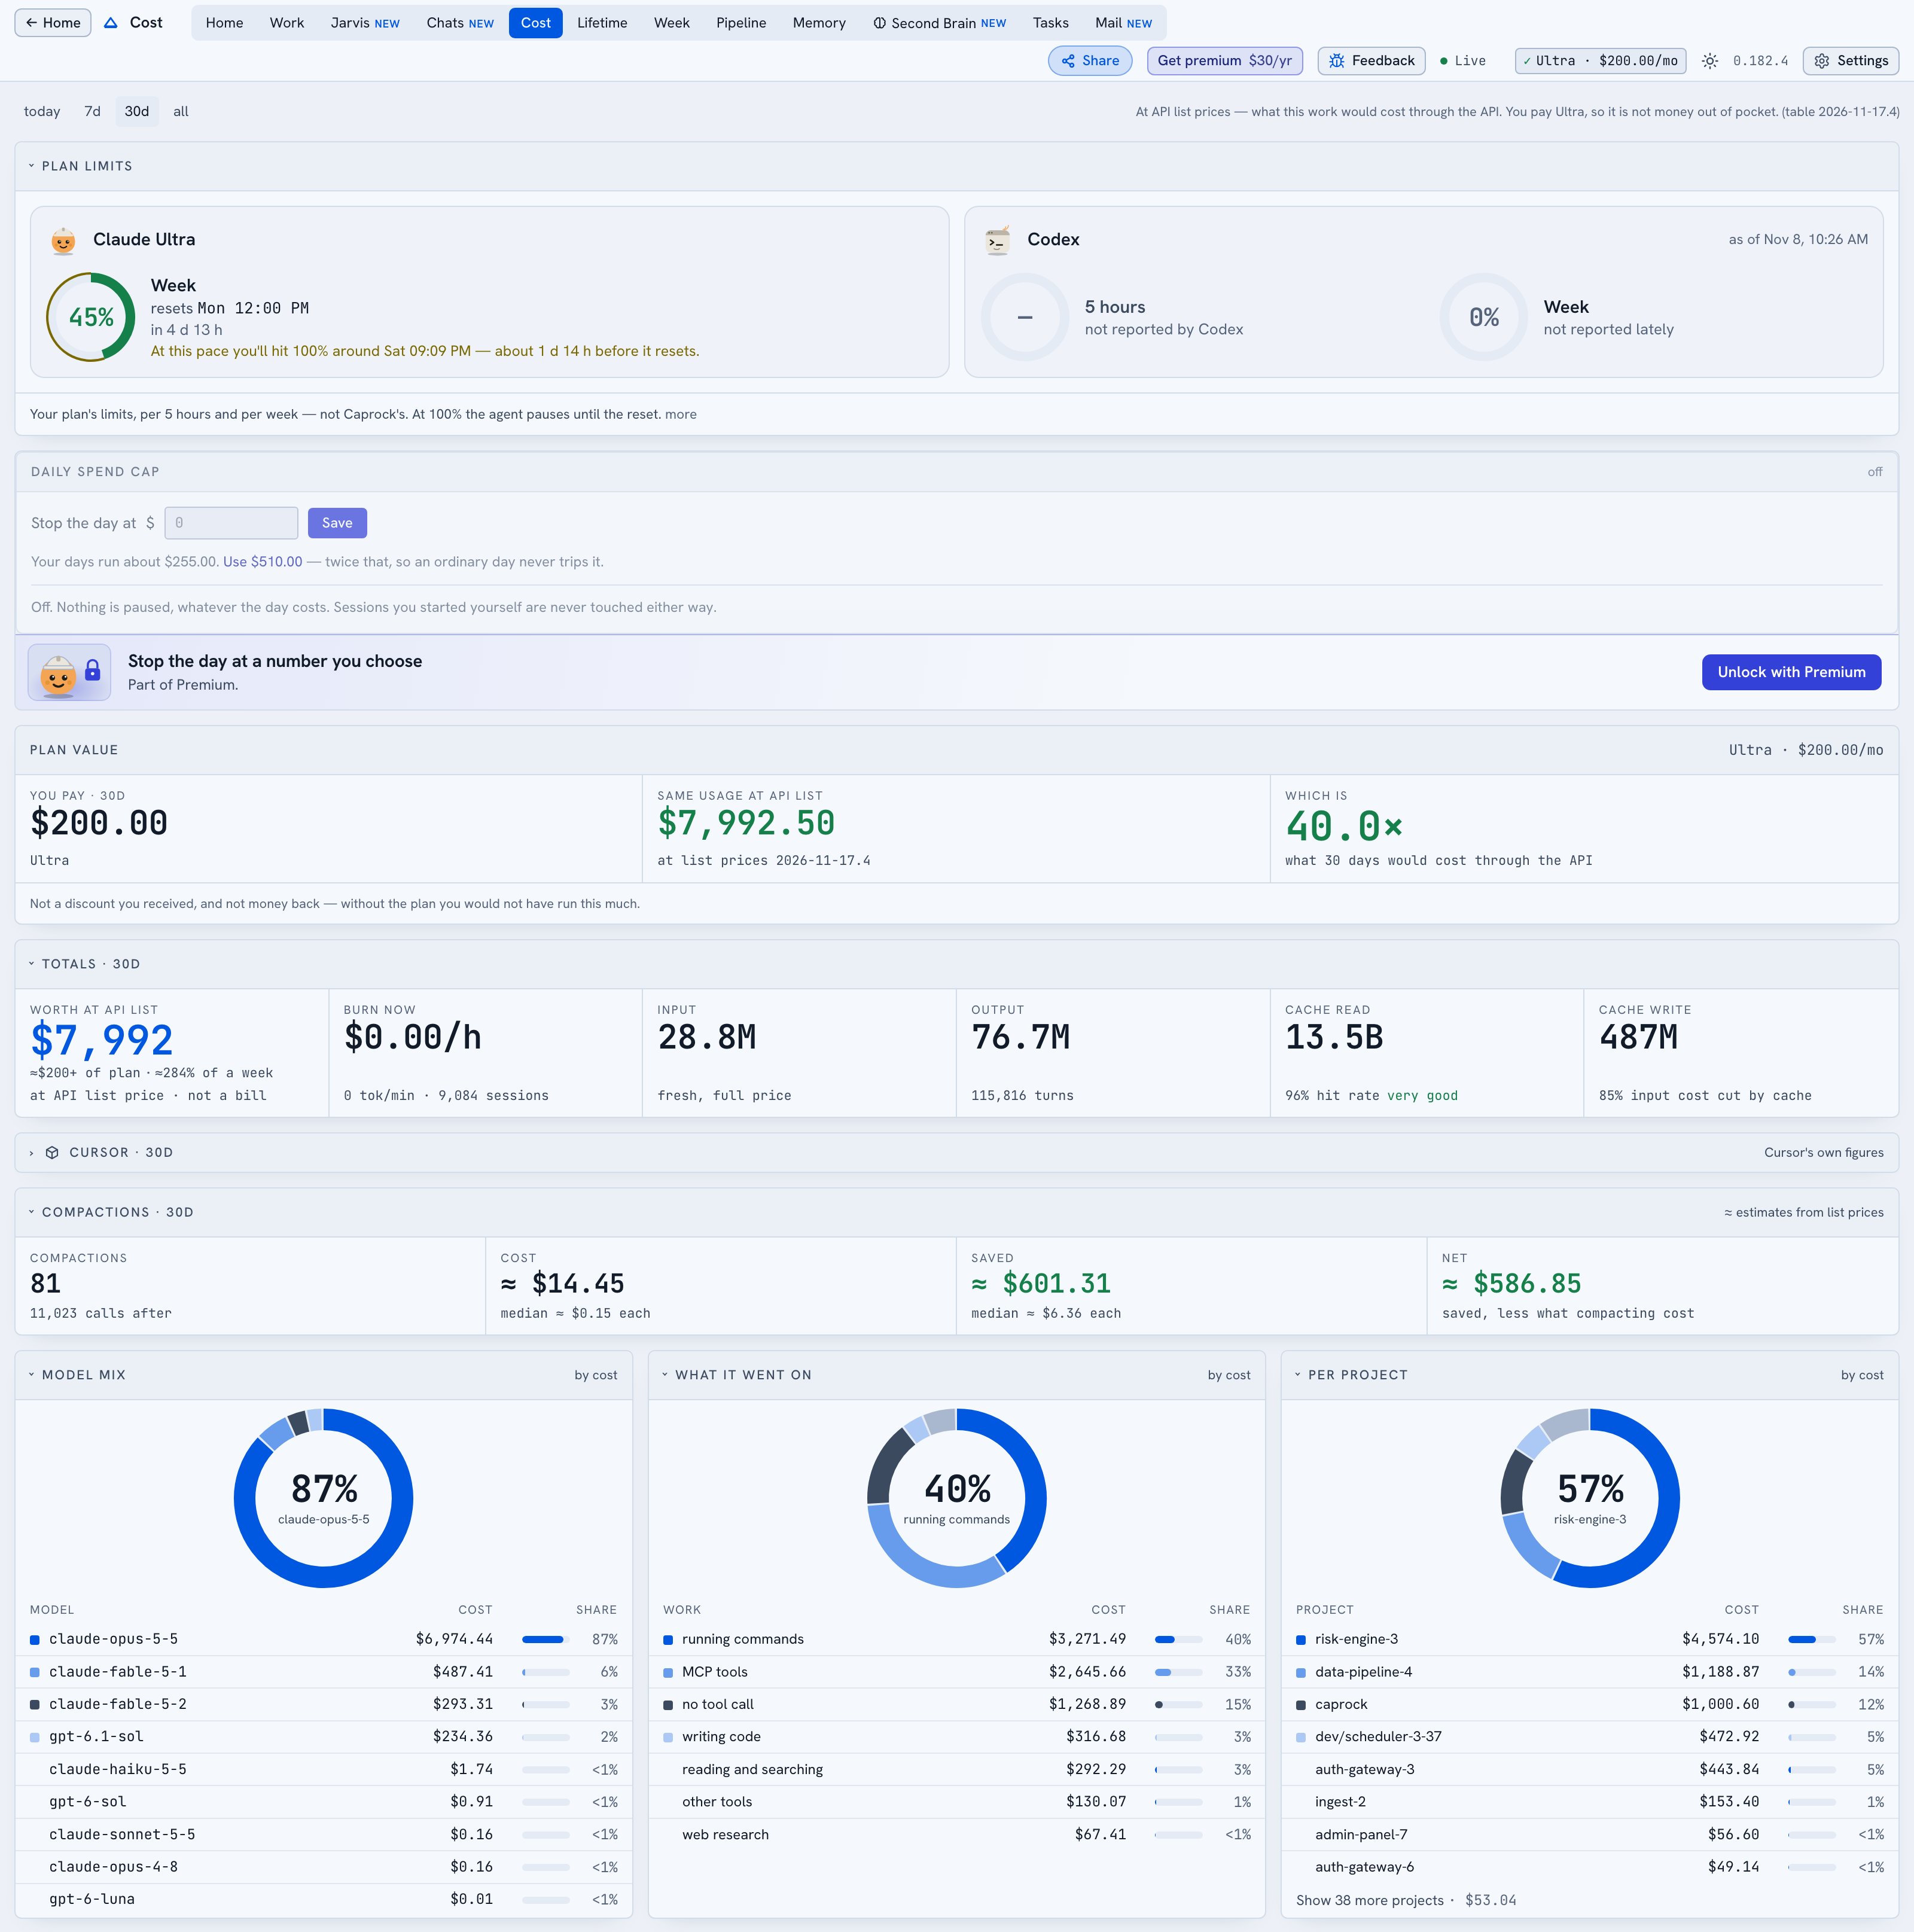 ← Home Cost Home Work Jarvis NEW Chats NEW Cost Lifetime Week Pipeline Memory Second Brain NEW Tasks Mail NEW
Share Get premium $30/yr Feedback Live ✓ Ultra · $200.00/mo 0.182.4 Settings
today 7d 30d all At API list prices — what this work would cost through the API. You pay Ultra, so it is not money out of pocket. (table 2026-11-17.4)
PLAN LIMITS
Claude Ultra
45%
Week
resets Mon 12:00 PM
in 4 d 13 h
At this pace you'll hit 100% around Sat 09:09 PM — about 1 d 14 h before it resets.
Codex as of Nov 8, 10:26 AM
—
5 hours
not reported by Codex
0%
Week
not reported lately
Your plan's limits, per 5 hours and per week — not Caprock's. At 100% the agent pauses until the reset. more
DAILY SPEND CAP off
Stop the day at $ 0 Save
Your days run about $255.00. Use $510.00 — twice that, so an ordinary day never trips it.
Off. Nothing is paused, whatever the day costs. Sessions you started yourself are never touched either way.
Stop the day at a number you choose
Part of Premium.
Unlock with Premium
PLAN VALUE Ultra · $200.00/mo
YOU PAY · 30D
$200.00
Ultra
SAME USAGE AT API LIST
$7,992.50
at list prices 2026-11-17.4
WHICH IS
40.0×
what 30 days would cost through the API
Not a discount you received, and not money back — without the plan you would not have run this much.
TOTALS · 30D
WORTH AT API LIST
$7,992
≈$200+ of plan · ≈284% of a week
at API list price · not a bill
BURN NOW
$0.00/h
0 tok/min · 9,084 sessions
INPUT
28.8M
fresh, full price
OUTPUT
76.7M
115,816 turns
CACHE READ
13.5B
96% hit rate very good
CACHE WRITE
487M
85% input cost cut by cache
CURSOR · 30D Cursor's own figures
COMPACTIONS · 30D ≈ estimates from list prices
COMPACTIONS
81
11,023 calls after
COST
≈ $14.45
median ≈ $0.15 each
SAVED
≈ $601.31
median ≈ $6.36 each
NET
≈ $586.85
saved, less what compacting cost
MODEL MIX by cost
87%
claude-opus-5-5
MODEL COST SHARE
claude-opus-5-5 $6,974.44 87%
claude-fable-5-1 $487.41 6%
claude-fable-5-2 $293.31 3%
gpt-6.1-sol $234.36 2%
claude-haiku-5-5 $1.74 <1%
gpt-6-sol $0.91 <1%
claude-sonnet-5-5 $0.16 <1%
claude-opus-4-8 $0.16 <1%
gpt-6-luna $0.01 <1%
WHAT IT WENT ON by cost
40%
running commands
WORK COST SHARE
running commands $3,271.49 40%
MCP tools $2,645.66 33%
no tool call $1,268.89 15%
writing code $316.68 3%
reading and searching $292.29 3%
other tools $130.07 1%
web research $67.41 <1%
PER PROJECT by cost
57%
risk-engine-3
PROJECT COST SHARE
risk-engine-3 $4,574.10 57%
data-pipeline-4 $1,188.87 14%
caprock $1,000.60 12%
dev/scheduler-3-37 $472.92 5%
auth-gateway-3 $443.84 5%
ingest-2 $153.40 1%
admin-panel-7 $56.60 <1%
auth-gateway-6 $49.14 <1%
Show 38 more projects · $53.04